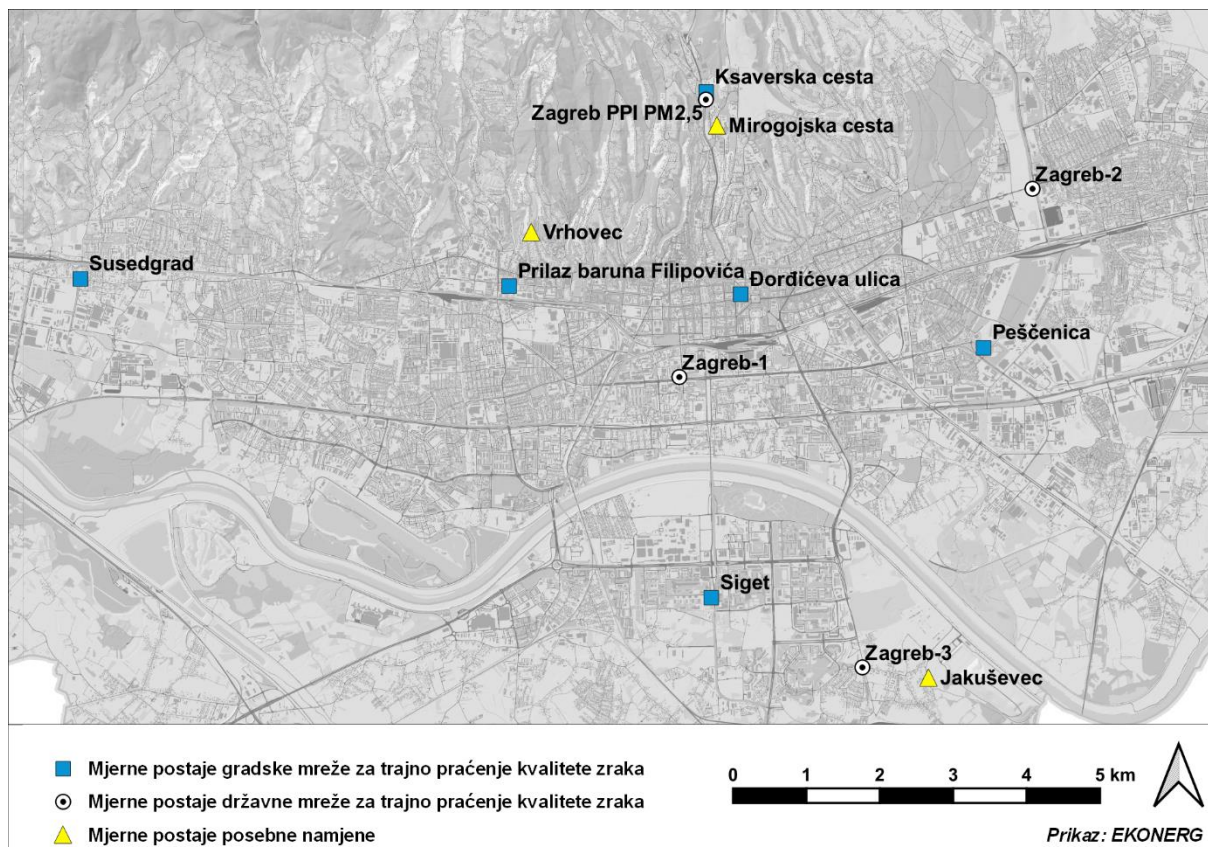 Ksaverska cesta
Zagreb PPI PM2,5
Mirogojska cesta
Zagreb-2
Vrhovec
Susedgrad
Prilaz baruna Filipovića
Đorđićeva ulica
Peščenica
Zagreb-1
Siget
Zagreb-3
Jakuševec
Mjerne postaje gradske mreže za trajno praćenje kvalitete zraka
Mjerne postaje državne mreže za trajno praćenje kvalitete zraka
Mjerne postaje posebne namjene
0 1 2 3 4 5 km
Prikaz: EKONERG